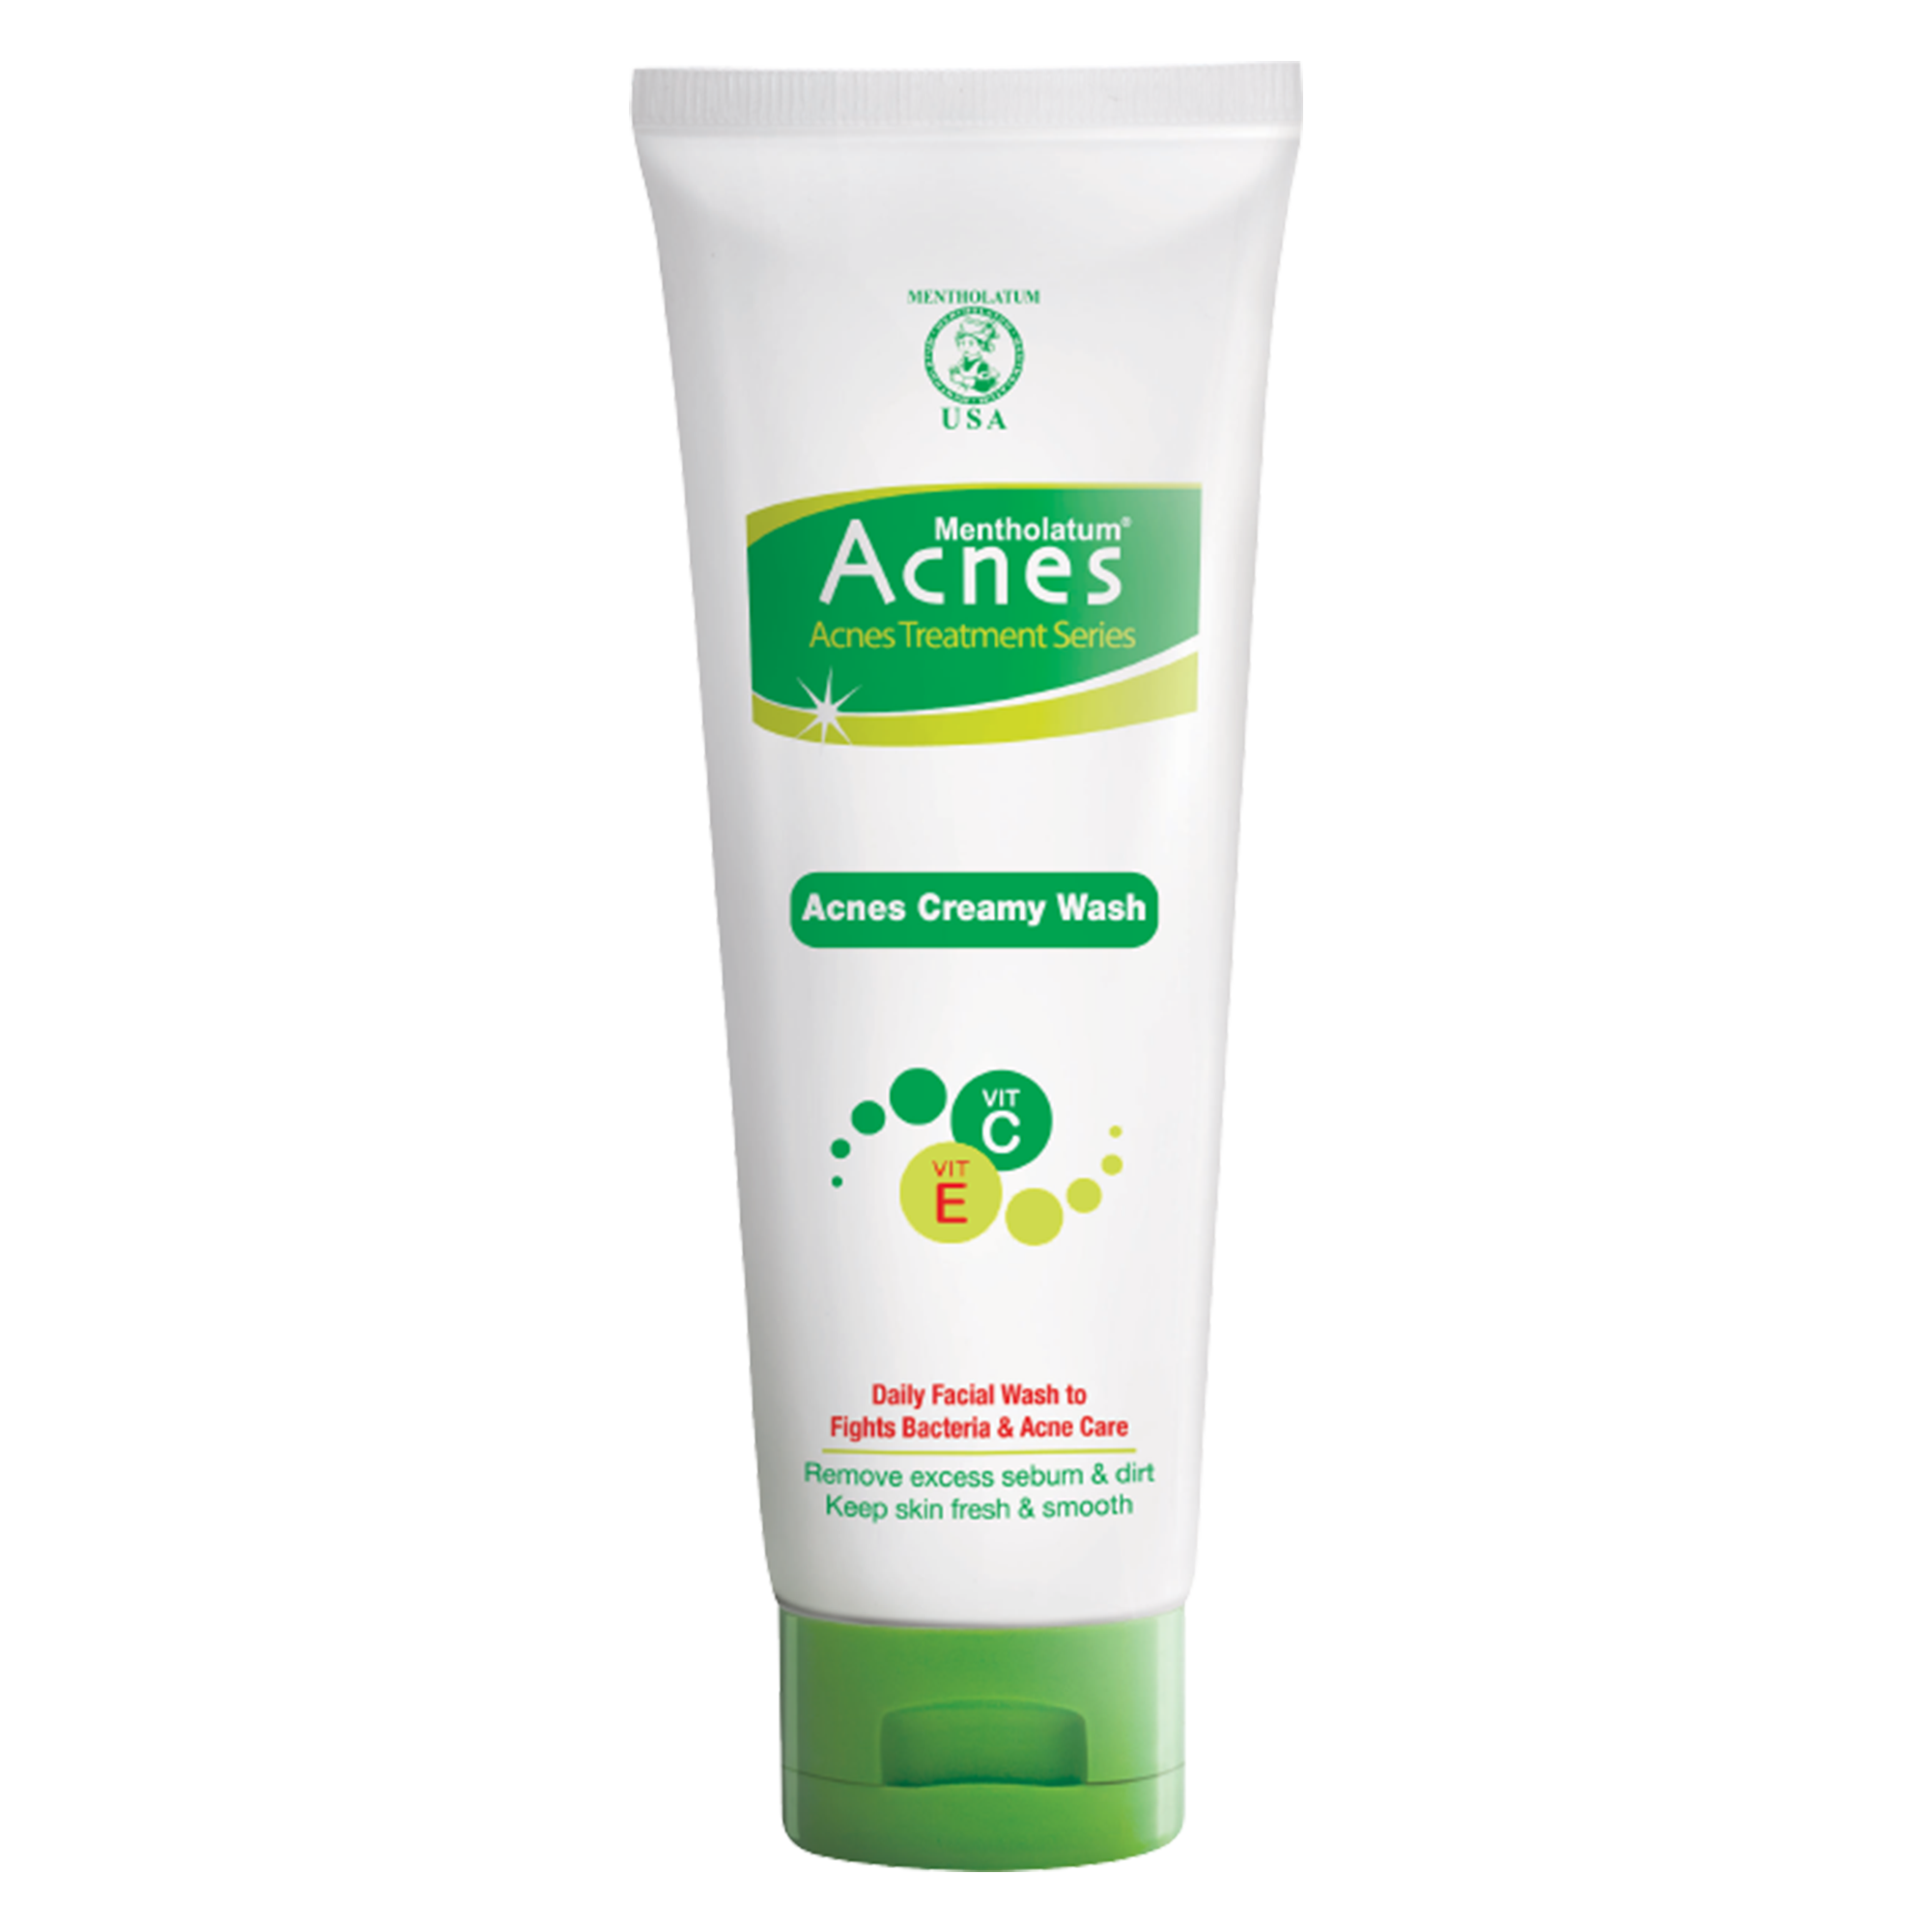 MENTHOLATUM
USA
Mentholatum®
Acnes
Acnes Treatment Series
Acnes Creamy Wash
VIT
C
VIT
E
Daily Facial Wash to
Fights Bacteria & Acne Care
Remove excess sebum & dirt
Keep skin fresh & smooth